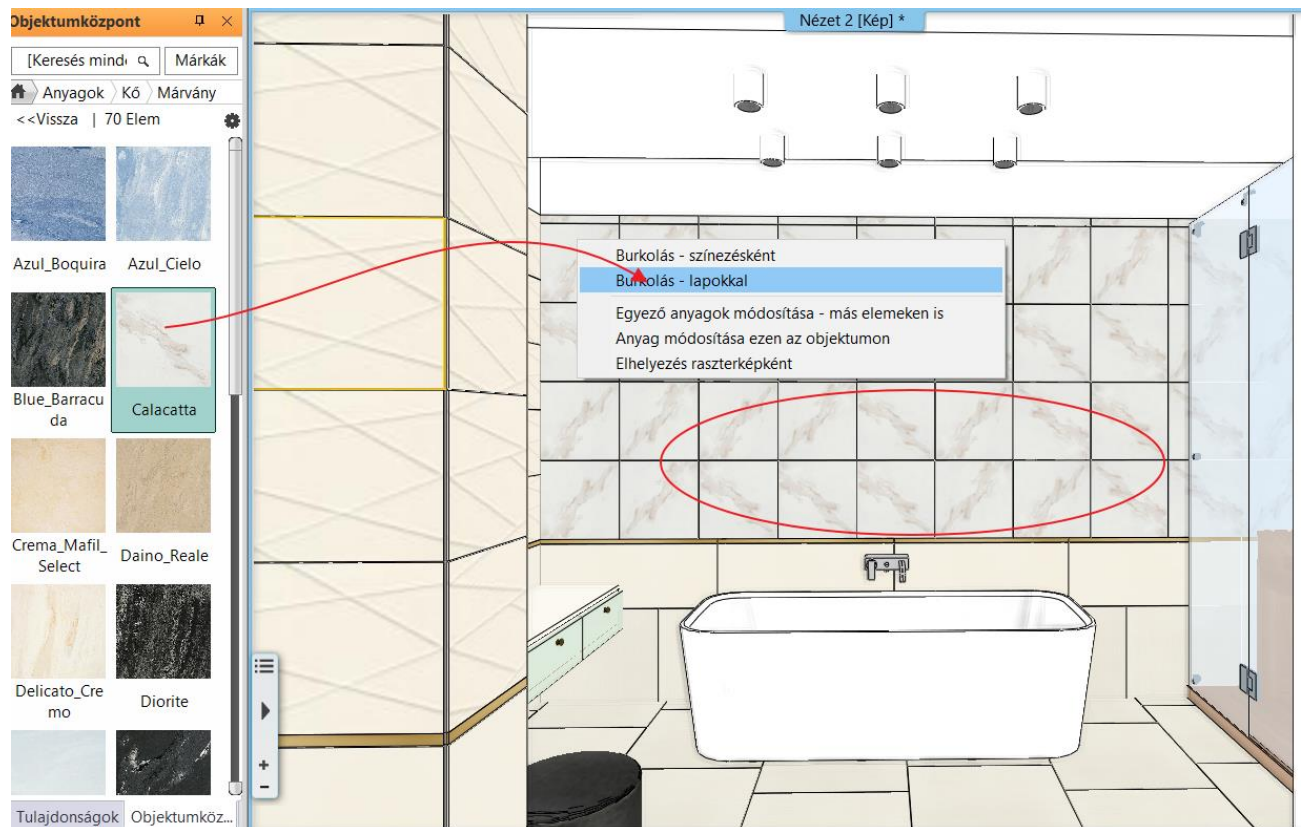 Objektumközpont
[Keresés mind
Márkák
Anyagok
Kő
Márvány
<<Vissza | 70 Elem
Azul_Boquira
Azul_Cielo
Blue_Barracu
da
Calacatta
Crema_Mafil_
Select
Daino_Reale
Delicato_Cre
mo
Diorite
Tulajdonságok
Objektumköz...
Nézet 2 [Kép] *
Burkolás - színezésként
Burkolás - lapokkal
Egyező anyagok módosítása - más elemeken is
Anyag módosítása ezen az objektumon
Elhelyezés raszterképként